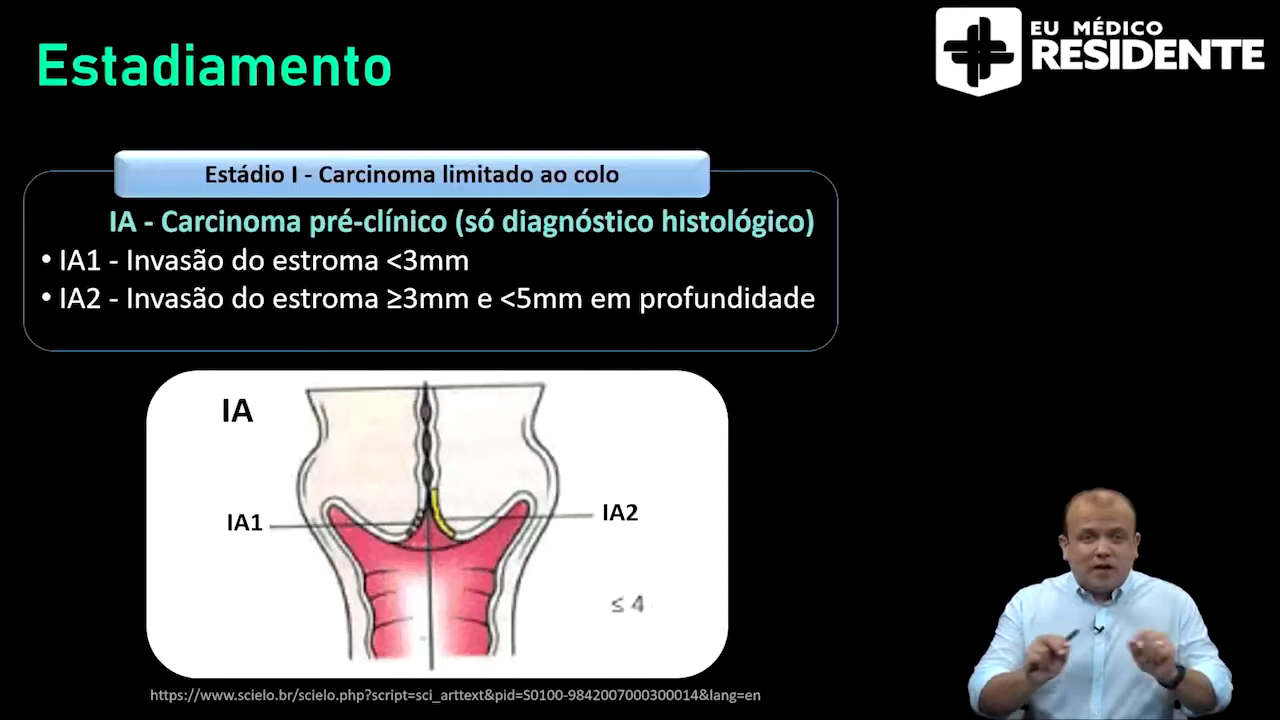 Estadiamento
EU MÉDICO
RESIDENTE
Estádio I - Carcinoma limitado ao colo
IA - Carcinoma pré-clínico (só diagnóstico histológico)
• IA1 - Invasão do estroma <3mm
• IA2 - Invasão do estroma ≥3mm e <5mm em profundidade
IA
IA1
IA2
≤ 4
https://www.scielo.br/scielo.php?script=sci_arttext&pid=S0100-9842007000300014&lang=en